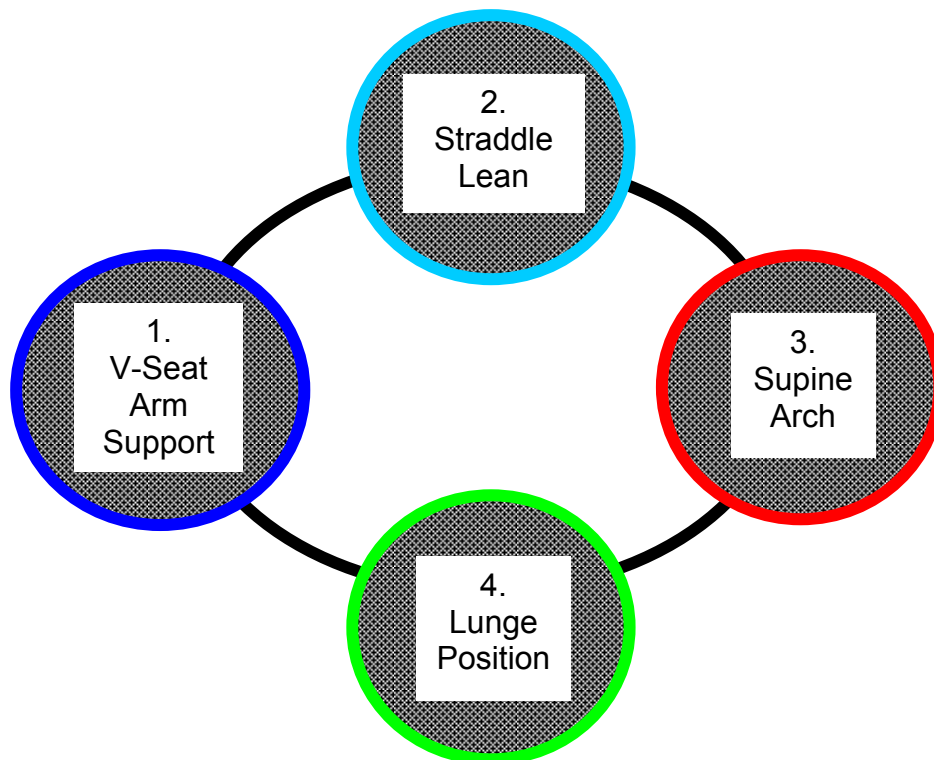 1.
V-Seat
Arm
Support
2.
Straddle
Lean
3.
Supine
Arch
4.
Lunge
Position